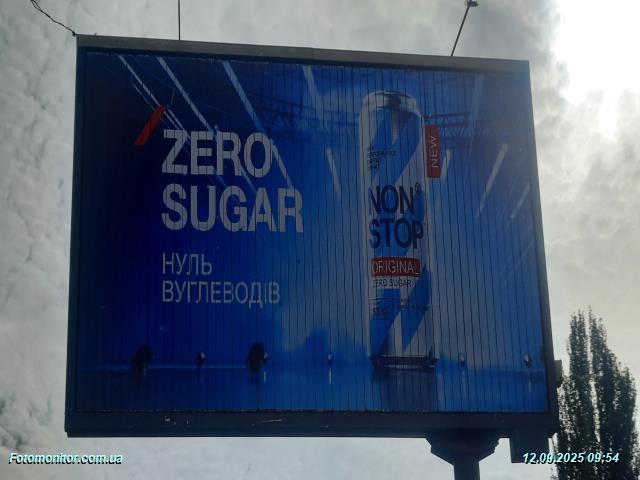 ZERO
SUGAR
НУЛЬ
ВУГЛЕВОДІВ
NEW
NON
STOP
ORIGINAL
ZERO SUGAR
Fotomonitor.com.ua
12.09.2025 09:54